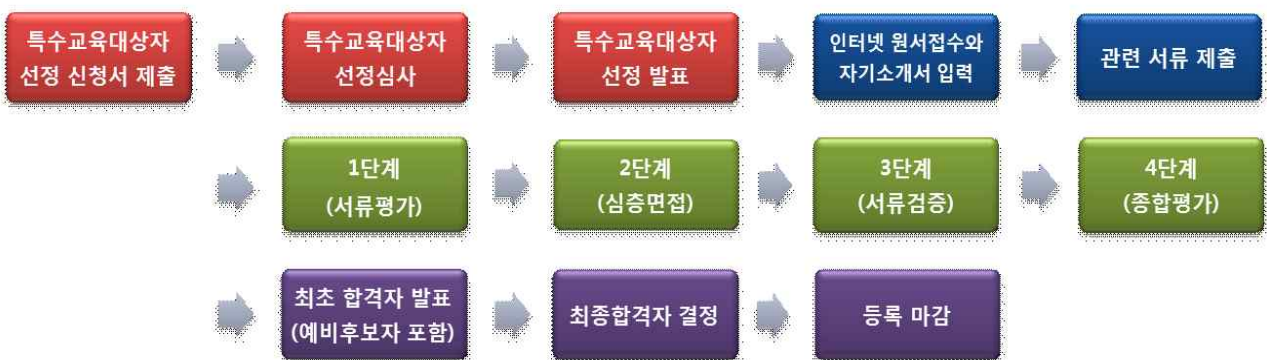 특수교육대상자
선정 신청서 제출
특수교육대상자
선정심사
특수교육대상자
선정 발표
인터넷 원서접수와
자기소개서 입력
관련 서류 제출
1단계
(서류평가)
2단계
(심층면접)
3단계
(서류검증)
4단계
(종합평가)
최초 합격자 발표
(예비후보자 포함)
최종합격자 결정
등록 마감